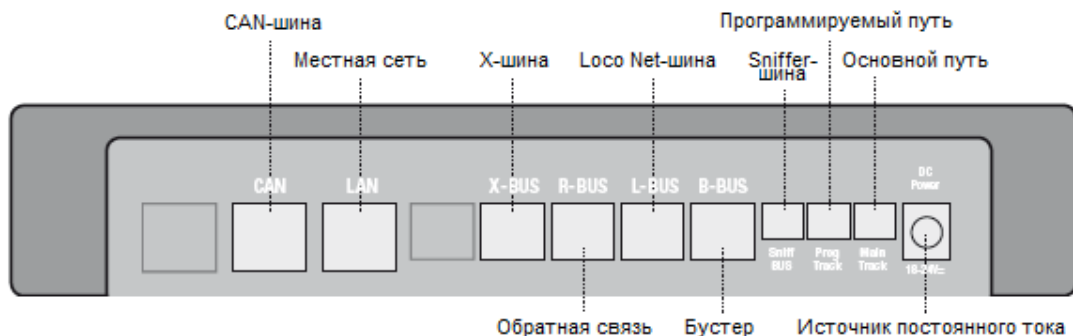 CAN-шина
Программируемый путь
Местная сеть
X-шина
Loco Net-шина
Sniffer-
шина
Основной путь
CAN
LAN
X-BUS
R-BUS
L-BUS
B-BUS
DC
Power
Sniff
BUS
Prog
Track
Main
Track
18-24V=
Обратная связь
Бустер
Источник постоянного тока